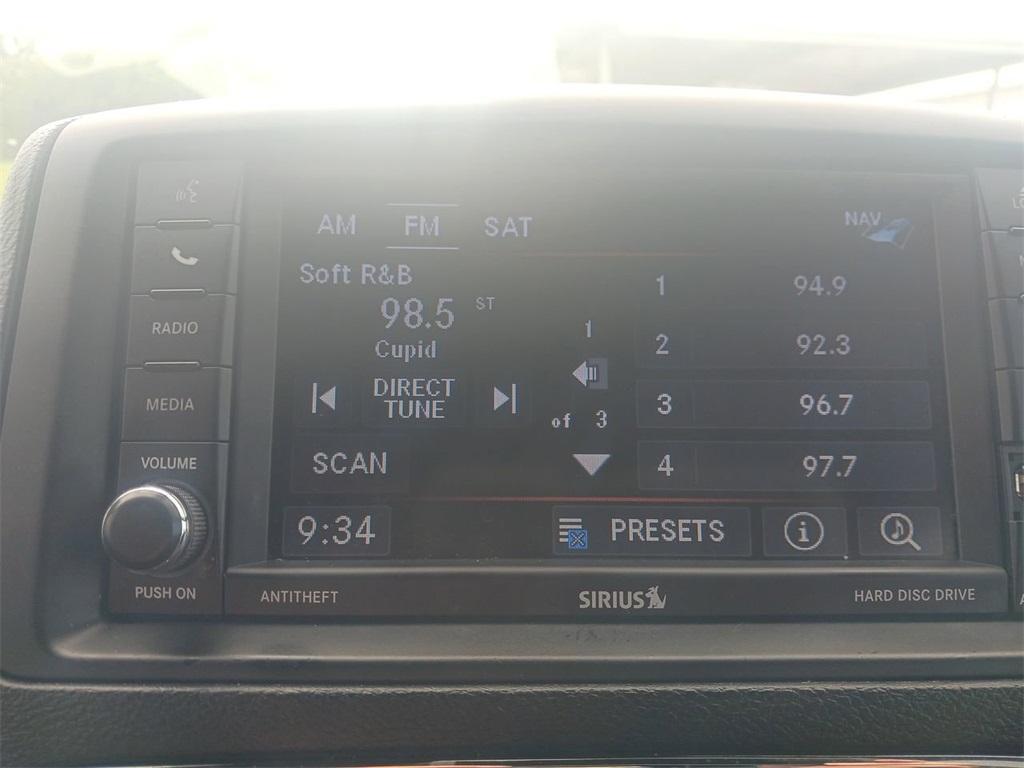 AM FM SAT NAV
Soft R&B
98.5 ST
Cupid
DIRECT
TUNE
SCAN
1
of 3
1 94.9
2 92.3
3 96.7
4 97.7
9:34 PRESETS i
RADIO
MEDIA
VOLUME
PUSH ON
ANTITHEFT SIRIUS HARD DISC DRIVE